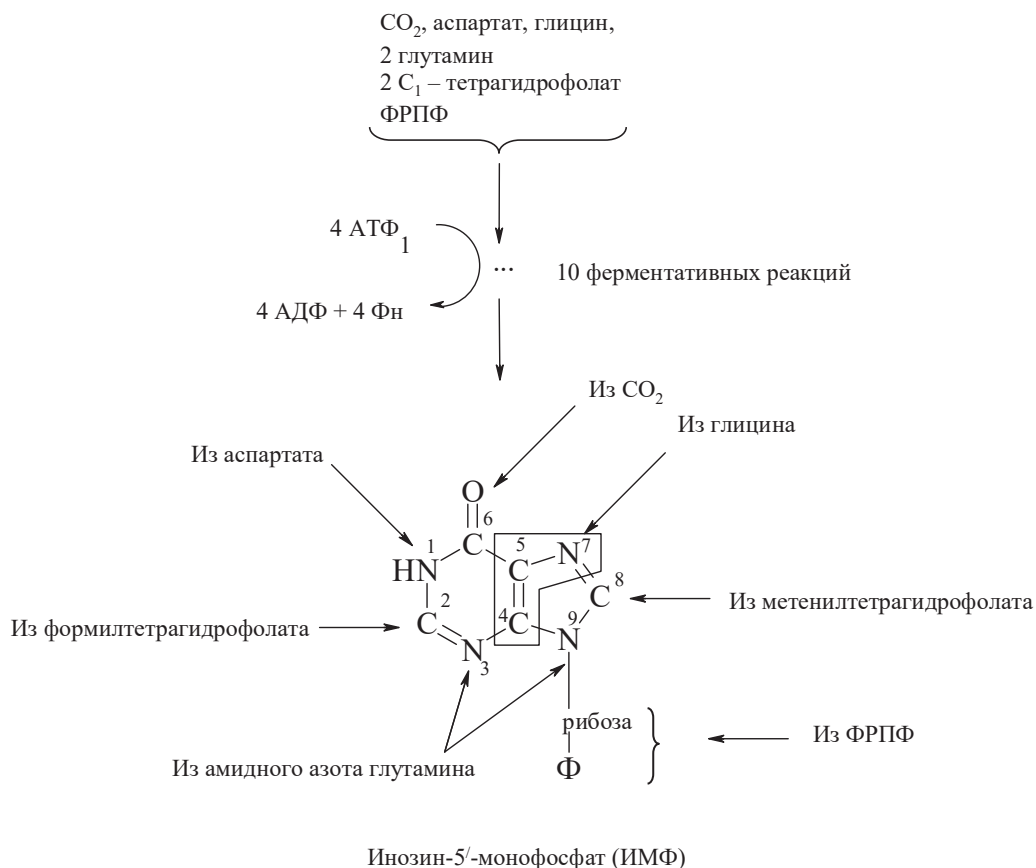 CO₂, аспартат, глицин,
2 глутамин
2 C₁ – тетрагидрофолат
ФРПФ
4 АТФ₁
...
10 ферментативных реакций
4 АДФ + 4 Фн
Из CO₂
Из глицина
Из аспартата
O
6
C
5
N
7
HN
1
C
C
8
Из метенилтетрагидрофолата
Из формилтетрагидрофолата
C
2
N
3
4
C
N
9
рибоза
Ф
Из ФРПФ
Из амидного азота глутамина
Инозин-5/-монофосфат (ИМФ)